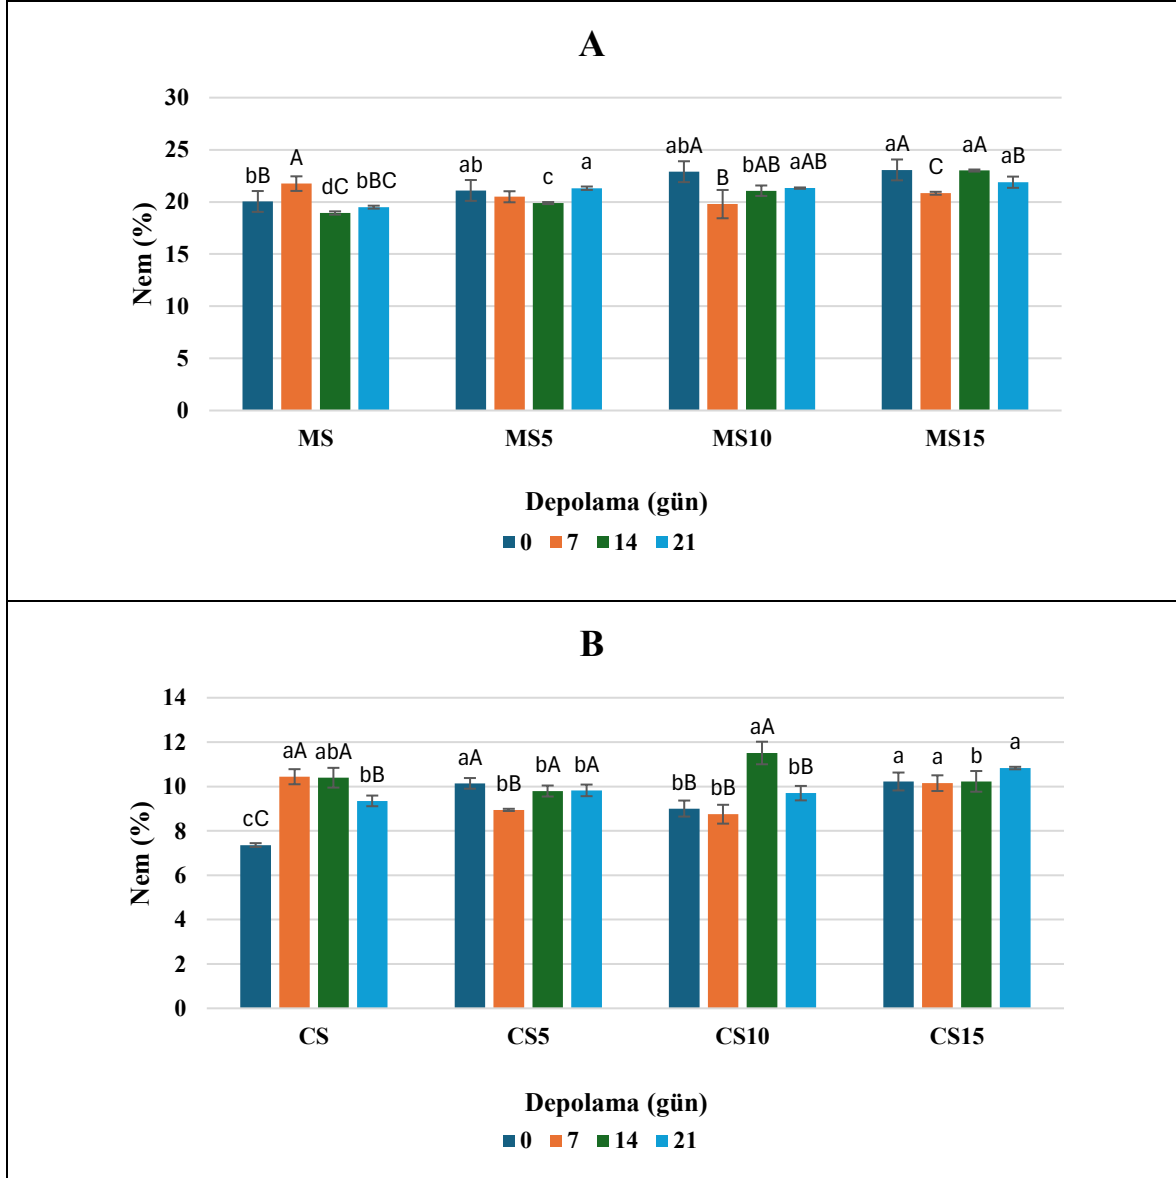 A
Nem (%)
30
25
20
15
10
5
0
bB A dC bBC
ab c a
abA B bAB aAB
aA C aA aB
MS MS5 MS10 MS15
Depolama (gün)
0 7 14 21
B
Nem (%)
14
12
10
8
6
4
2
0
cC aA abA bB
aA bB bA bA
bB bB aA bB
a a b a
CS CS5 CS10 CS15
Depolama (gün)
0 7 14 21